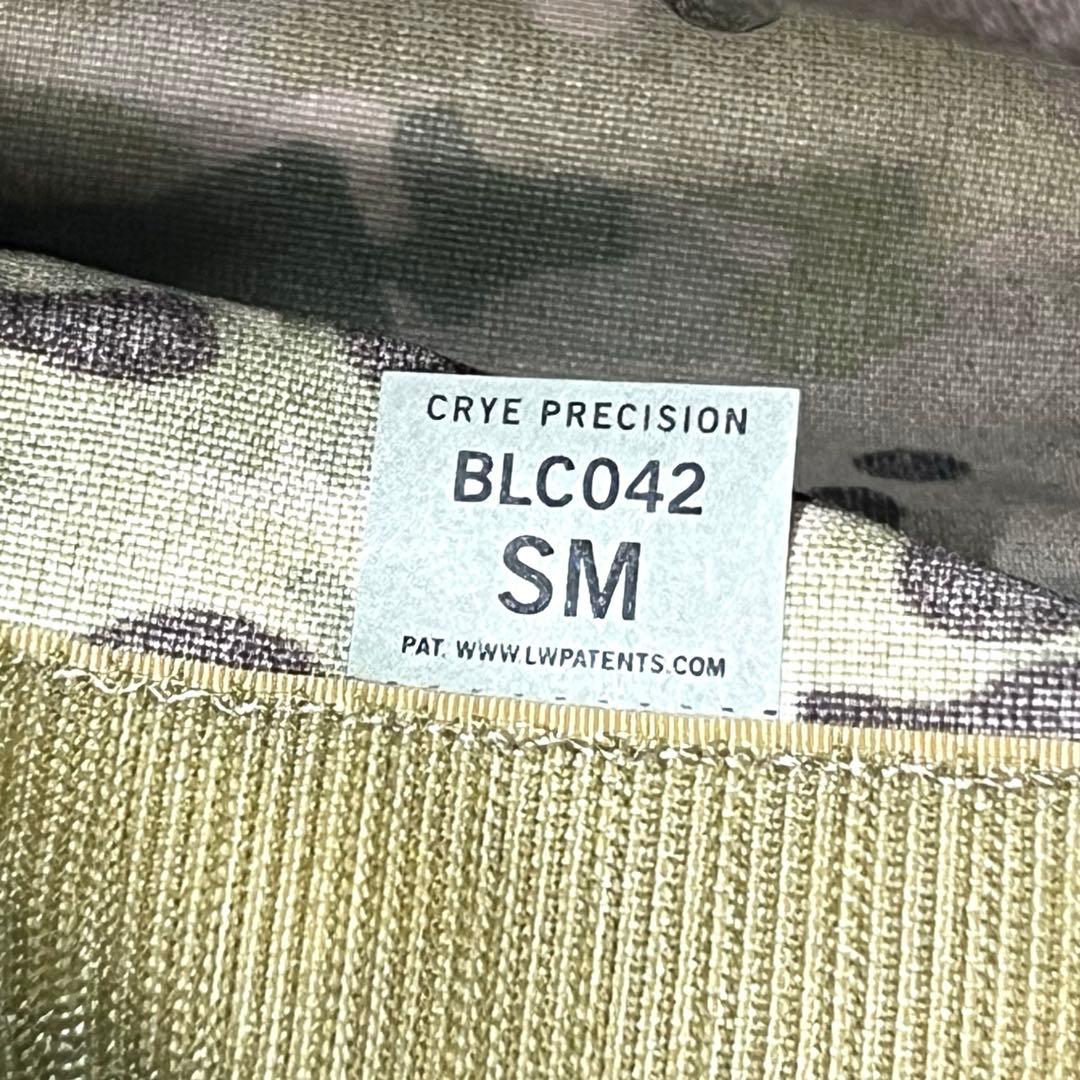 CRYE PRECISION
BLC042
SM
PAT. WWW.LWPATENTS.COM